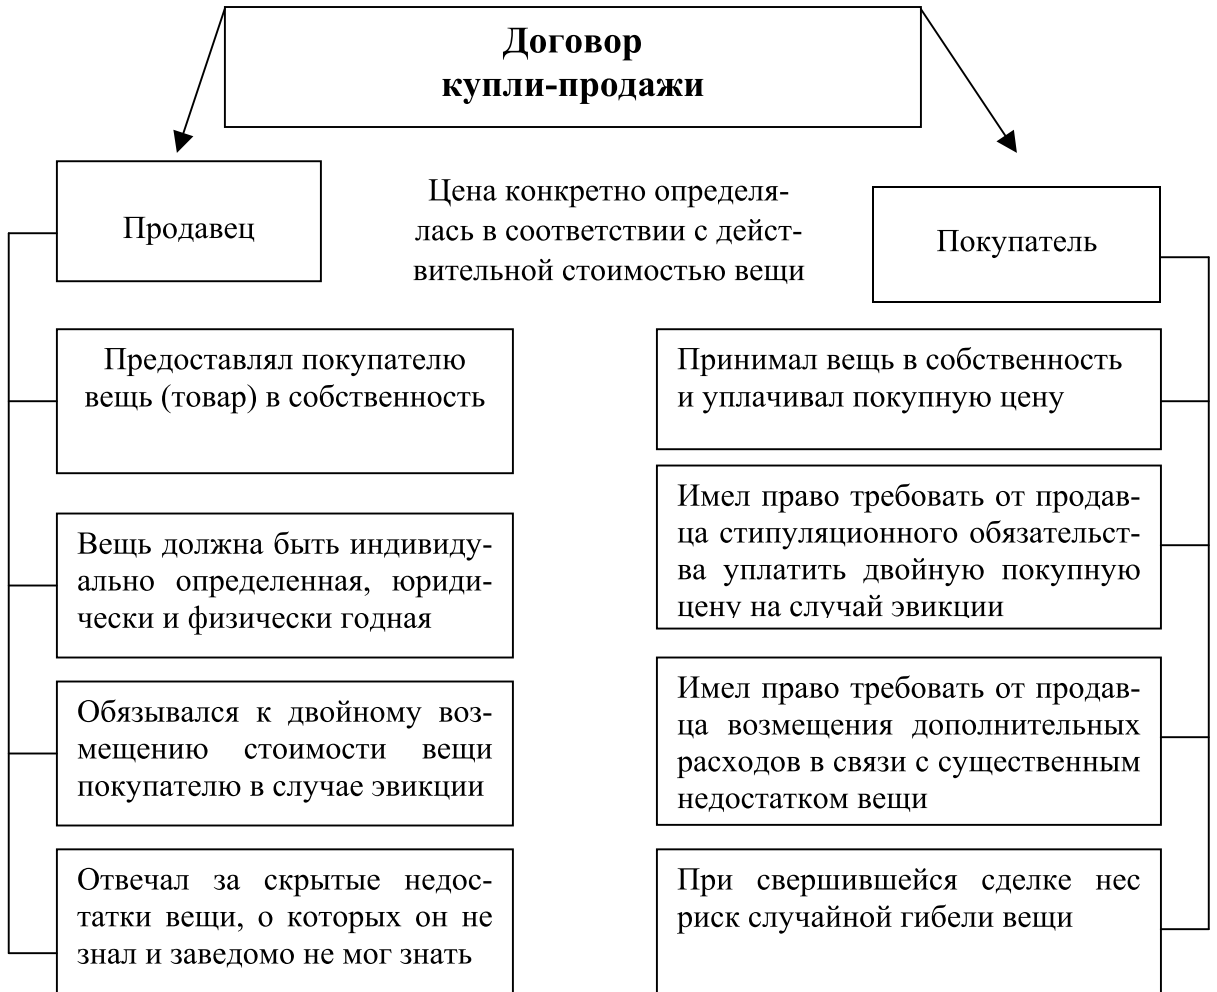 Договор
купли-продажи
Продавец
Цена конкретно определя-
лась в соответствии с дейст-
вительной стоимостью вещи
Покупатель
Предоставлял покупателю
вещь (товар) в собственность
Вещь должна быть индивиду-
ально определенная, юриди-
чески и физически годная
Обязывался к двойному воз-
мещению стоимости вещи
покупателю в случае эвикции
Отвечал за скрытые недос-
татки вещи, о которых он не
знал и заведомо не мог знать
Принимал вещь в собственность
и уплачивал покупную цену
Имел право требовать от продав-
ца стипуляционного обязательст-
ва уплатить двойную покупную
цену на случай эвикции
Имел право требовать от продав-
ца возмещения дополнительных
расходов в связи с существенным
недостатком вещи
При свершившейся сделке нес
риск случайной гибели вещи